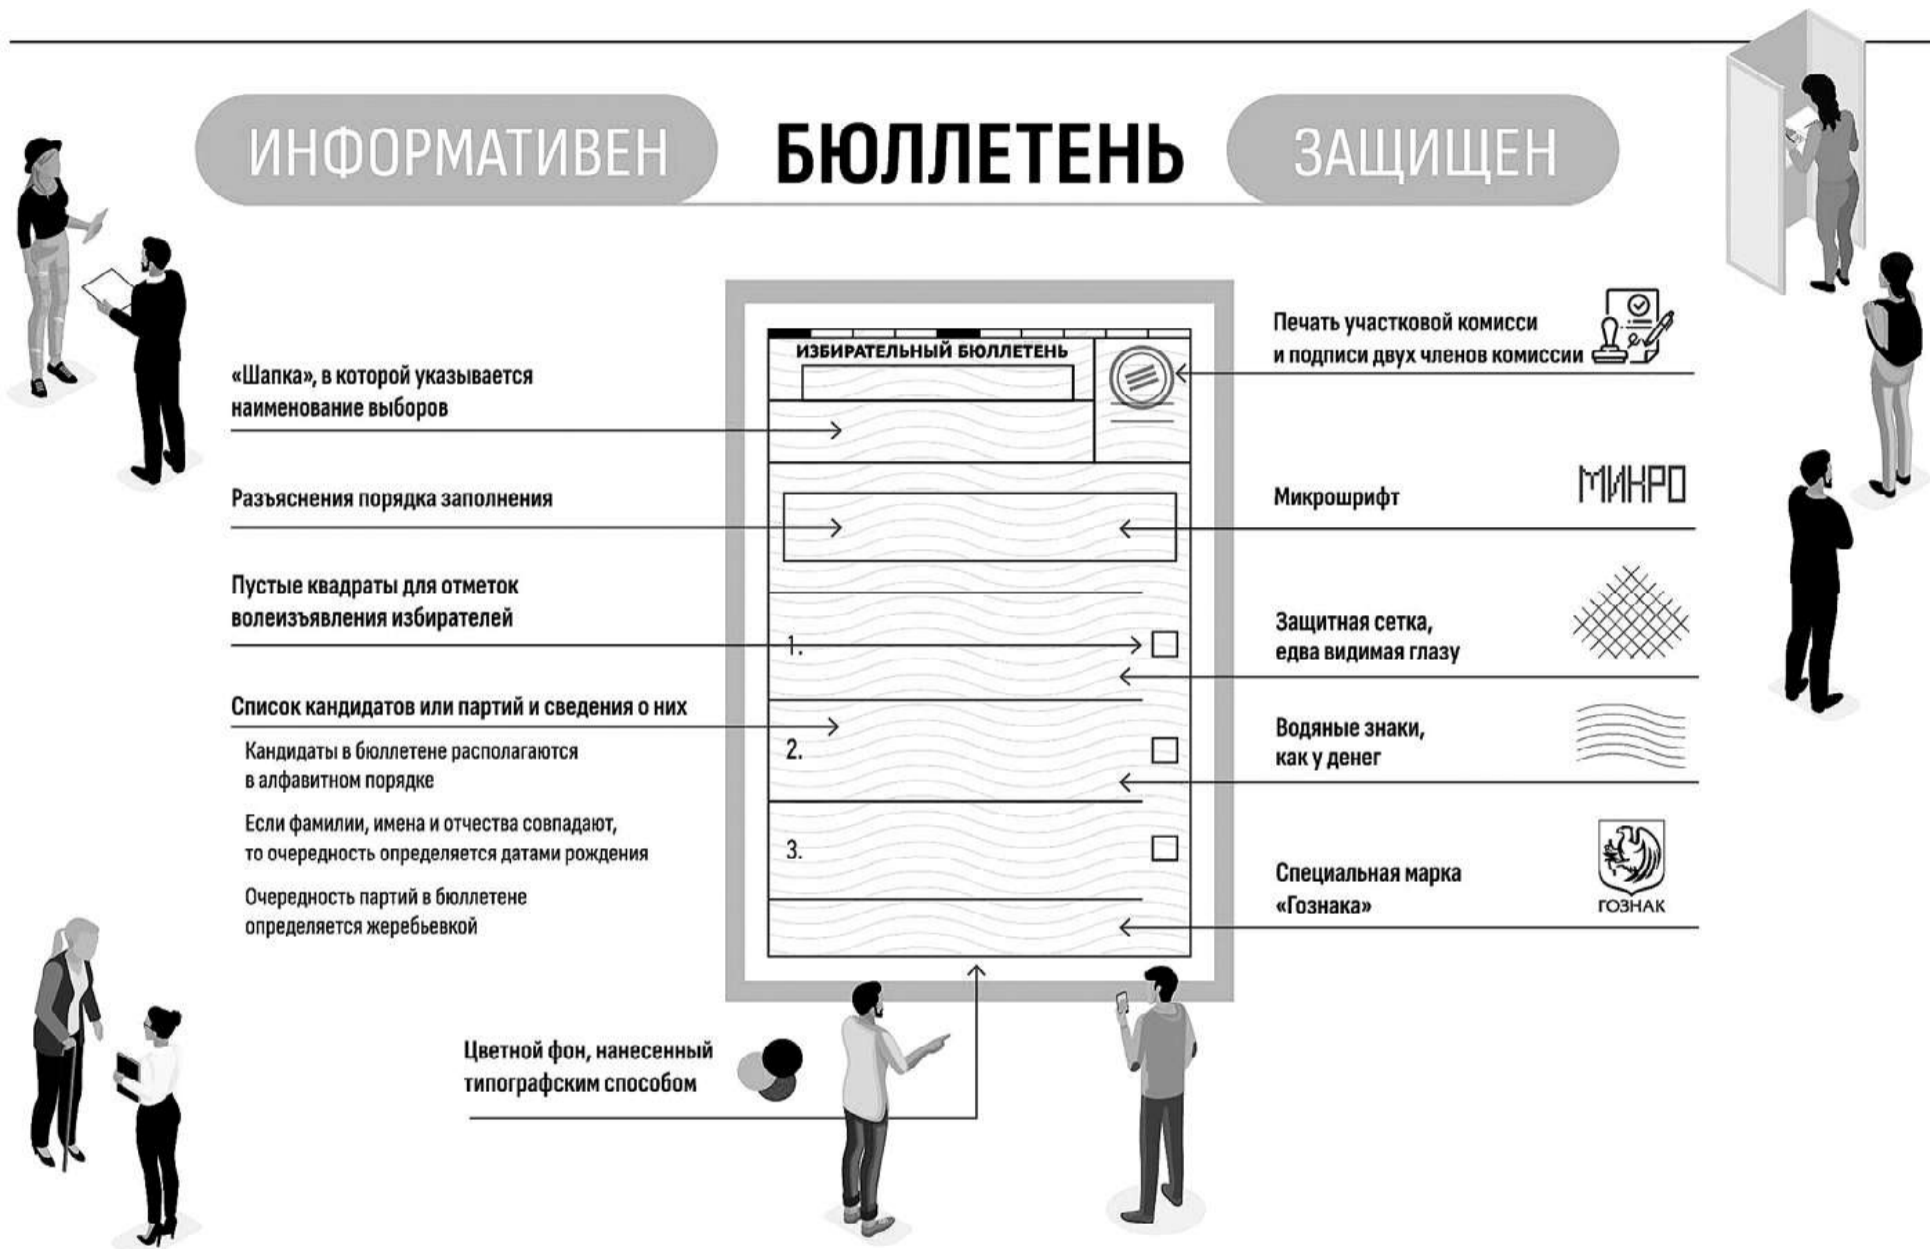 ИНФОРМАТИВЕН
БЮЛЛЕТЕНЬ
ЗАЩИЩЕН
«Шапка», в которой указывается
наименование выборов
Разъяснения порядка заполнения
Пустые квадраты для отметок
волеизъявления избирателей
Список кандидатов или партий и сведения о них
Кандидаты в бюллетене располагаются
в алфавитном порядке
Если фамилии, имена и отчества совпадают,
то очередность определяется датами рождения
Очередность партий в бюллетене
определяется жеребьевкой
ИЗБИРАТЕЛЬНЫЙ БЮЛЛЕТЕНЬ
1.
2.
3.
Печать участковой комисси
и подписи двух членов комиссии
Микрошрифт
МИКРО
Защитная сетка,
едва видимая глазу
Водяные знаки,
как у денег
Специальная марка
«Гознака»
ГОЗНАК
Цветной фон, нанесенный
типографским способом